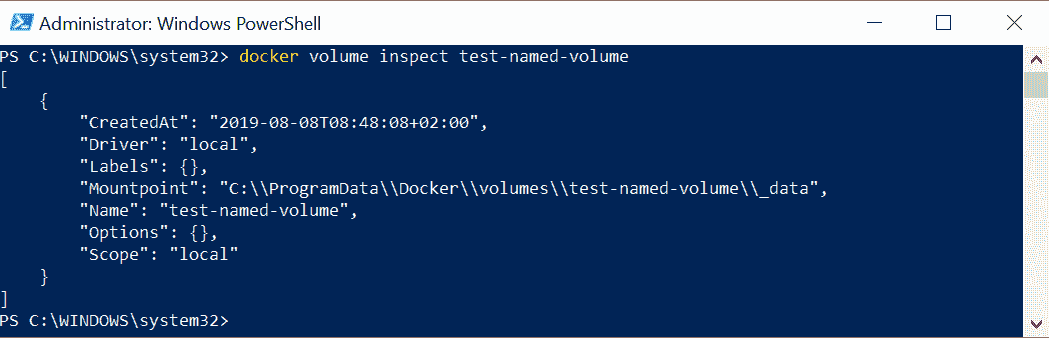 Administrator: Windows PowerShell
PS C:\WINDOWS\system32> docker volume inspect test-named-volume
[
    {
        "CreatedAt": "2019-08-08T08:48:08+02:00",
        "Driver": "local",
        "Labels": {},
        "Mountpoint": "C:\\ProgramData\\Docker\\volumes\\test-named-volume\\_data",
        "Name": "test-named-volume",
        "Options": {},
        "Scope": "local"
    }
]
PS C:\WINDOWS\system32>